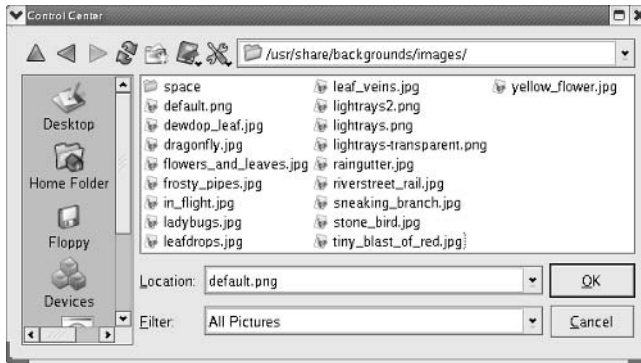 Control Center
/usr/share/backgrounds/images/
Desktop
Home Folder
Floppy
Devices
space
default.png
dewdop_leaf.jpg
dragonfly.jpg
flowers_and_leaves.jpg
frosty_pipes.jpg
in_flight.jpg
ladybugs.jpg
leafdrops.jpg
leaf_veins.jpg
lightrays2.png
lightrays.png
lightrays-transparent.png
raingutter.jpg
riverstreet_rail.jpg
sneaking_branch.jpg
stone_bird.jpg
tiny_blast_of_red.jpg
yellow_flower.jpg
Location: default.png OK
Filter: All Pictures Cancel